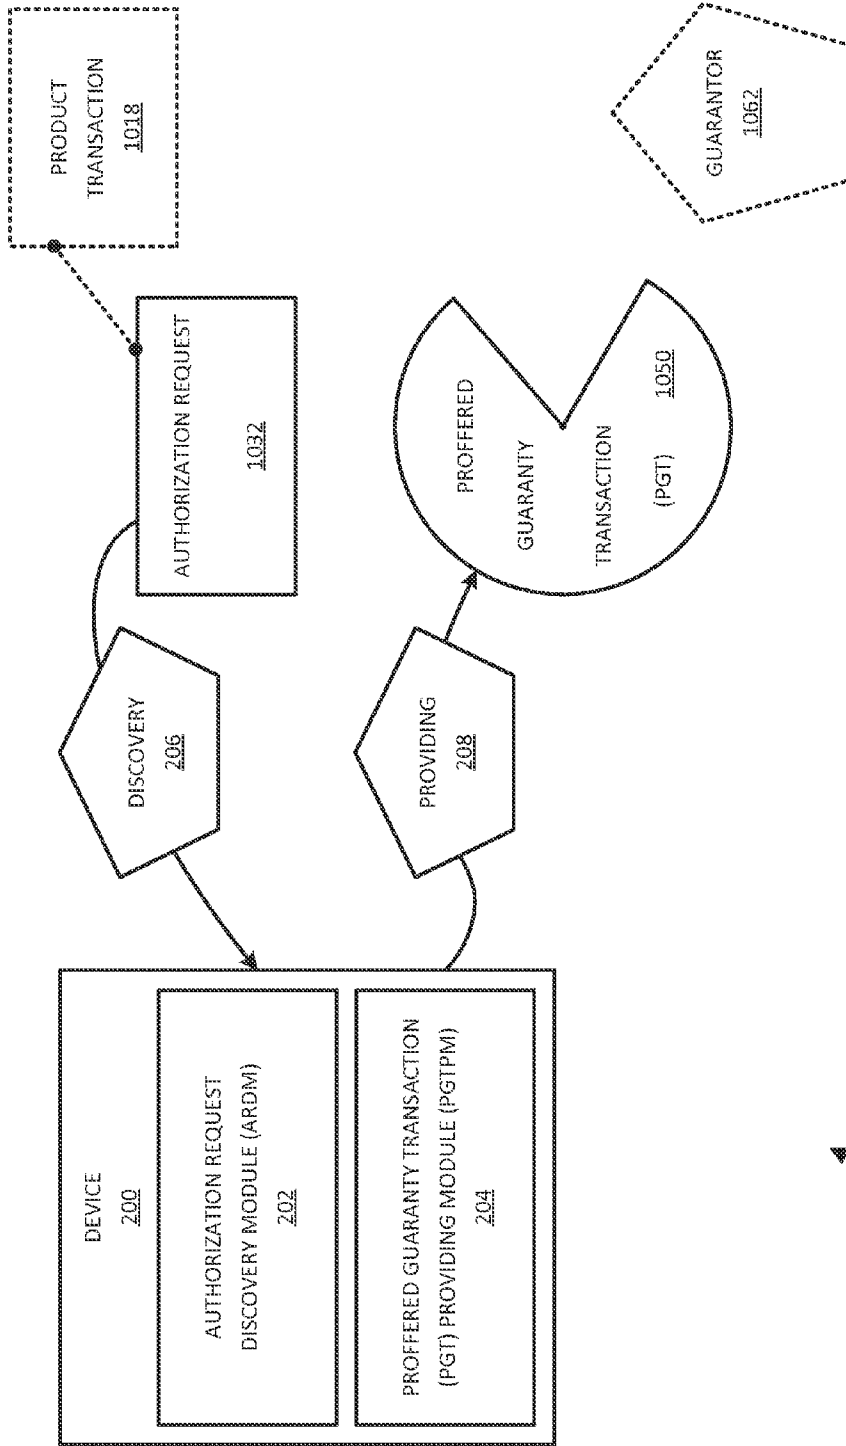 DEVICE
200
AUTHORIZATION REQUEST
DISCOVERY MODULE (ARDM)
202
PROFFERED GUARANTY TRANSACTION
(PGT) PROVIDING MODULE (PGTPM)
204
DISCOVERY
206
PROVIDING
208
AUTHORIZATION REQUEST
1032
PROFFERED
GUARANTY
TRANSACTION
(PGT)
1050
PRODUCT
TRANSACTION
1018
GUARANTOR
1062